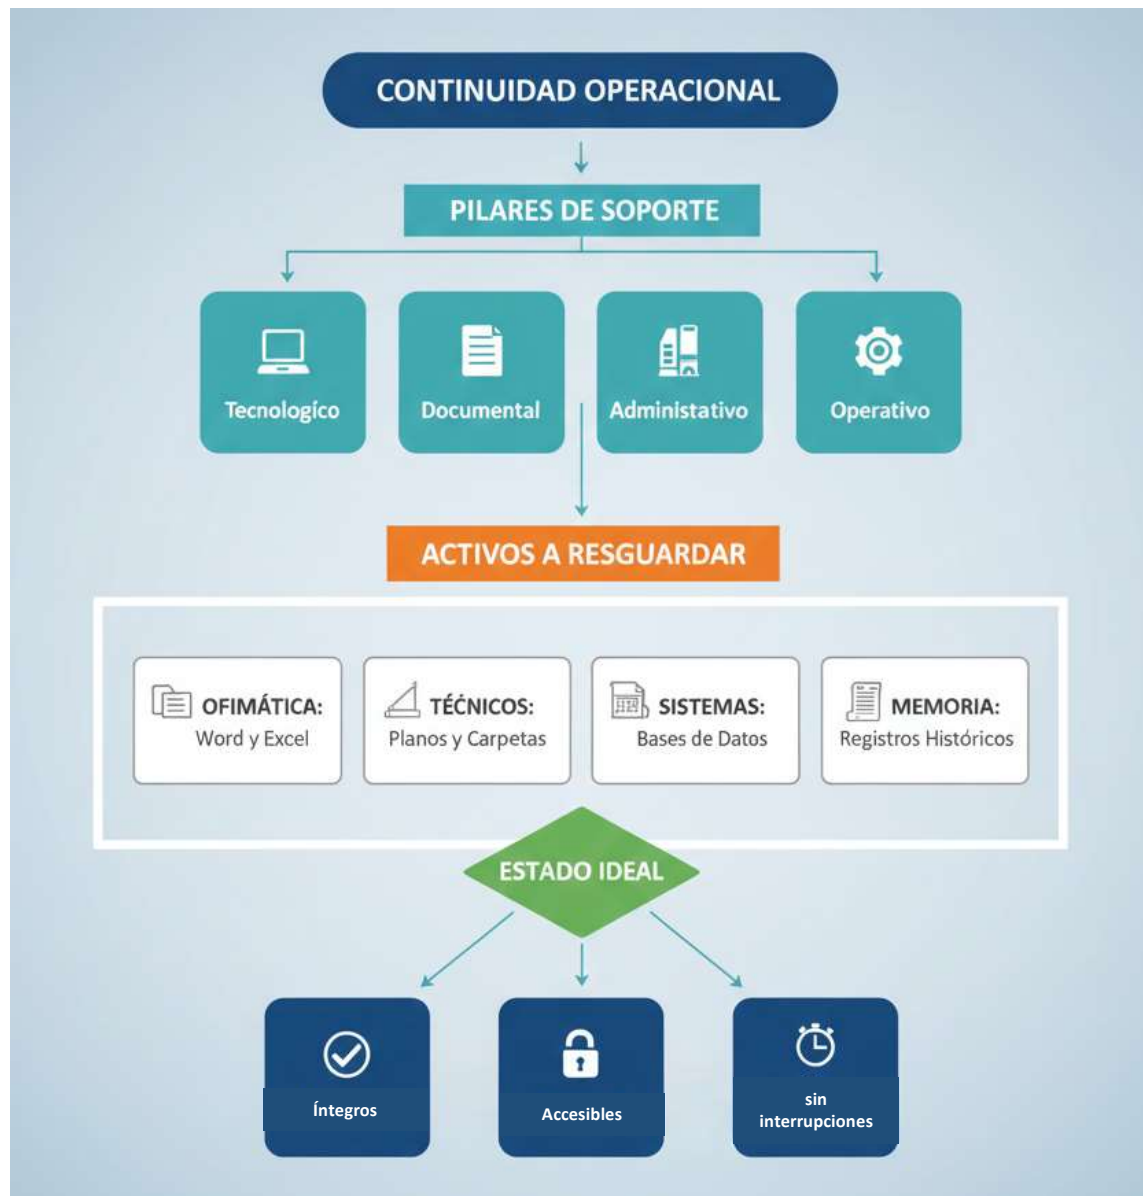 CONTINUIDAD OPERACIONAL
PILARES DE SOPORTE
Tecnologíco
Documental
Administativo
Operativo
ACTIVOS A RESGUARDAR
OFIMÁTICA:
Word y Excel
TÉĆNICOS:
Planos y Carpetas
SISTEMAS:
Bases de Datos
MEMORIA:
Registros Históricos
ESTADO IDEAL
Íntegros
Accesibles
sin
interrupciones